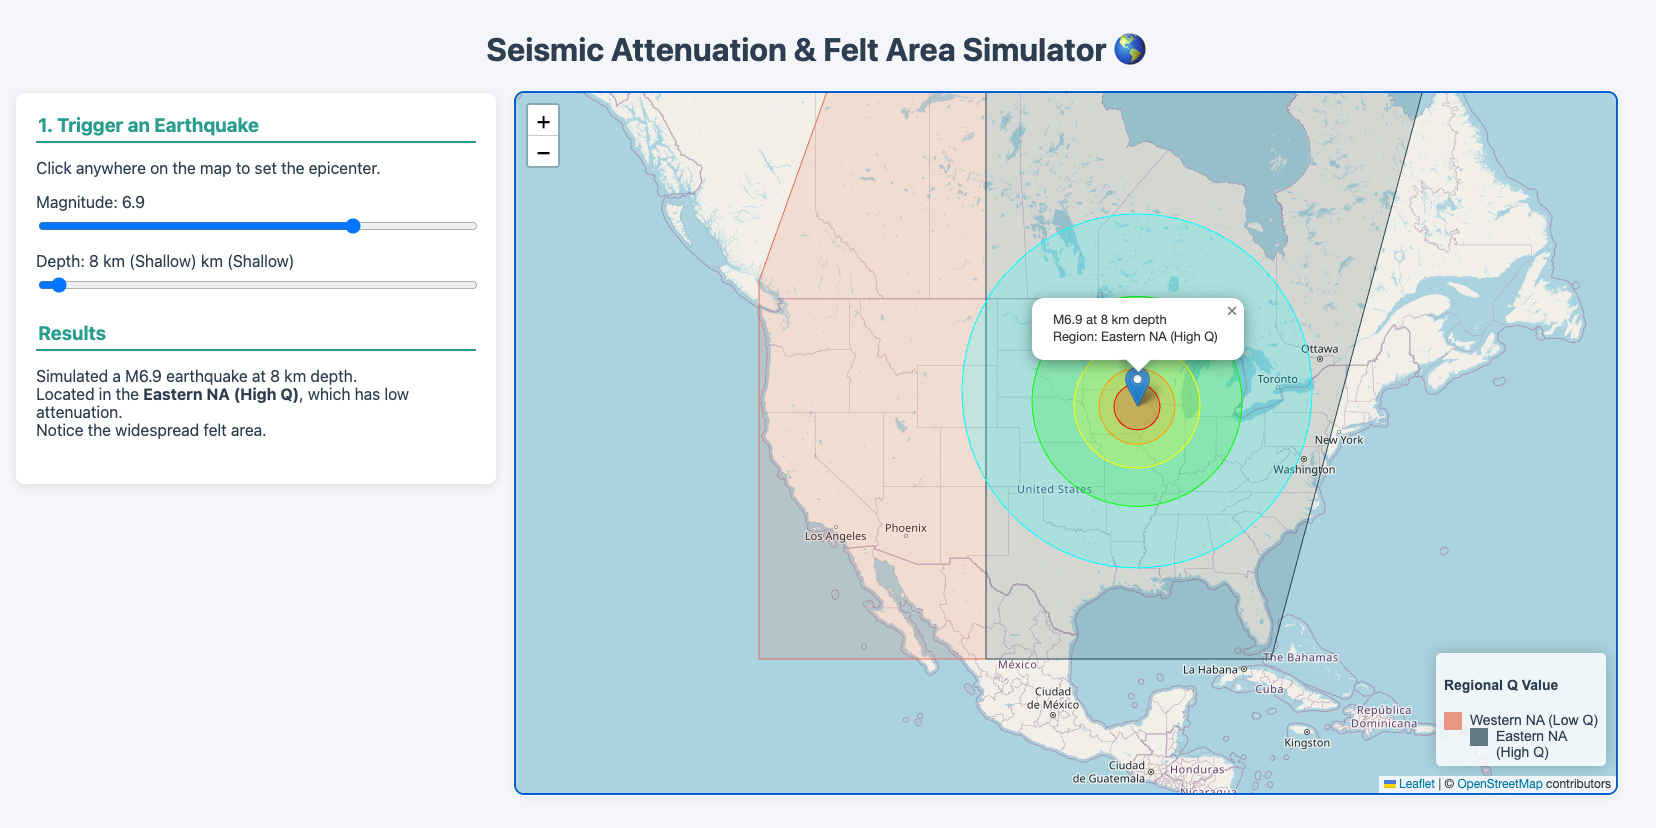 Seismic Attenuation & Felt Area Simulator 🌎
1. Trigger an Earthquake
Click anywhere on the map to set the epicenter.
Magnitude: 6.9
Depth: 8 km (Shallow) km (Shallow)
Results
Simulated a M6.9 earthquake at 8 km depth.
Located in the Eastern NA (High Q), which has low
attenuation.
Notice the widespread felt area.
+
−
×
M6.9 at 8 km depth
Region: Eastern NA (High Q)
Ottawa
Toronto
New York
Washington
United States
Phoenix
Los Angeles
México
Ciudad
de México
La Habana
The Bahamas
Cuba
República
Dominicana
Kingston
Ciudad
de Guatemala
Honduras
Nicaragua
Regional Q Value
Western NA (Low Q)
Eastern NA
(High Q)
Leaflet | © OpenStreetMap contributors